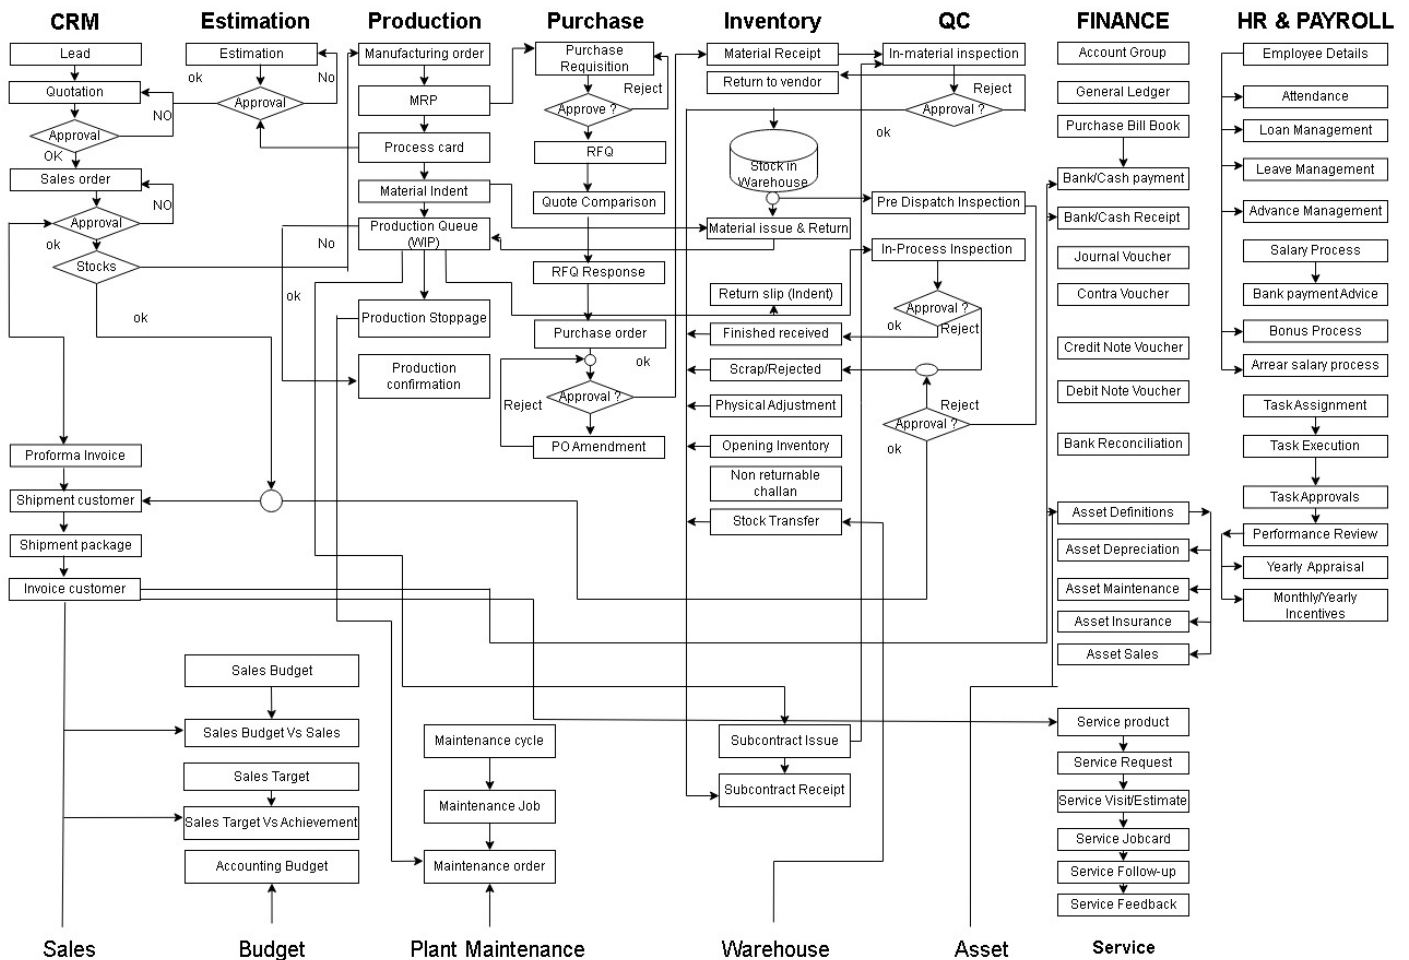 CRM
Estimation
Production
Purchase
Inventory
QC
FINANCE
HR & PAYROLL
Lead
Quotation
NO
Approval
OK
Sales order
NO
Approval
ok
Stocks
ok
Proforma Invoice
Shipment customer
Shipment package
Invoice customer
Estimation
ok
No
Approval
Sales Budget
Sales Budget Vs Sales
Sales Target
Sales Target Vs Achievement
Accounting Budget
Manufacturing order
MRP
Process card
Material Indent
Production Queue
(WIP)
No
ok
Production Stoppage
Production
confirmation
Maintenance cycle
Maintenance Job
Maintenance order
Purchase
Requisition
Reject
Approve ?
RFQ
Quote Comparison
RFQ Response
Purchase order
ok
Approval ?
Reject
PO Amendment
Material Receipt
Return to vendor
Stock in
Warehouse
Material issue & Return
Return slip (Indent)
Finished received
Scrap/Rejected
Physical Adjustment
Opening Inventory
Non returnable
challan
Stock Transfer
Subcontract Issue
Subcontract Receipt
In-material inspection
Reject
Approval ?
ok
Pre Dispatch Inspection
In-Process Inspection
Approval ?
ok
Reject
Reject
Approval ?
ok
Account Group
General Ledger
Purchase Bill Book
Bank/Cash payment
Bank/Cash Receipt
Journal Voucher
Contra Voucher
Credit Note Voucher
Debit Note Voucher
Bank Reconciliation
Asset Definitions
Asset Depreciation
Asset Maintenance
Asset Insurance
Asset Sales
Service product
Service Request
Service Visit/Estimate
Service Jobcard
Service Follow-up
Service Feedback
Employee Details
Attendance
Loan Management
Leave Management
Advance Management
Salary Process
Bank payment Advice
Bonus Process
Arrear salary process
Task Assignment
Task Execution
Task Approvals
Performance Review
Yearly Appraisal
Monthly/Yearly
Incentives
Sales
Budget
Plant Maintenance
Warehouse
Asset
Service